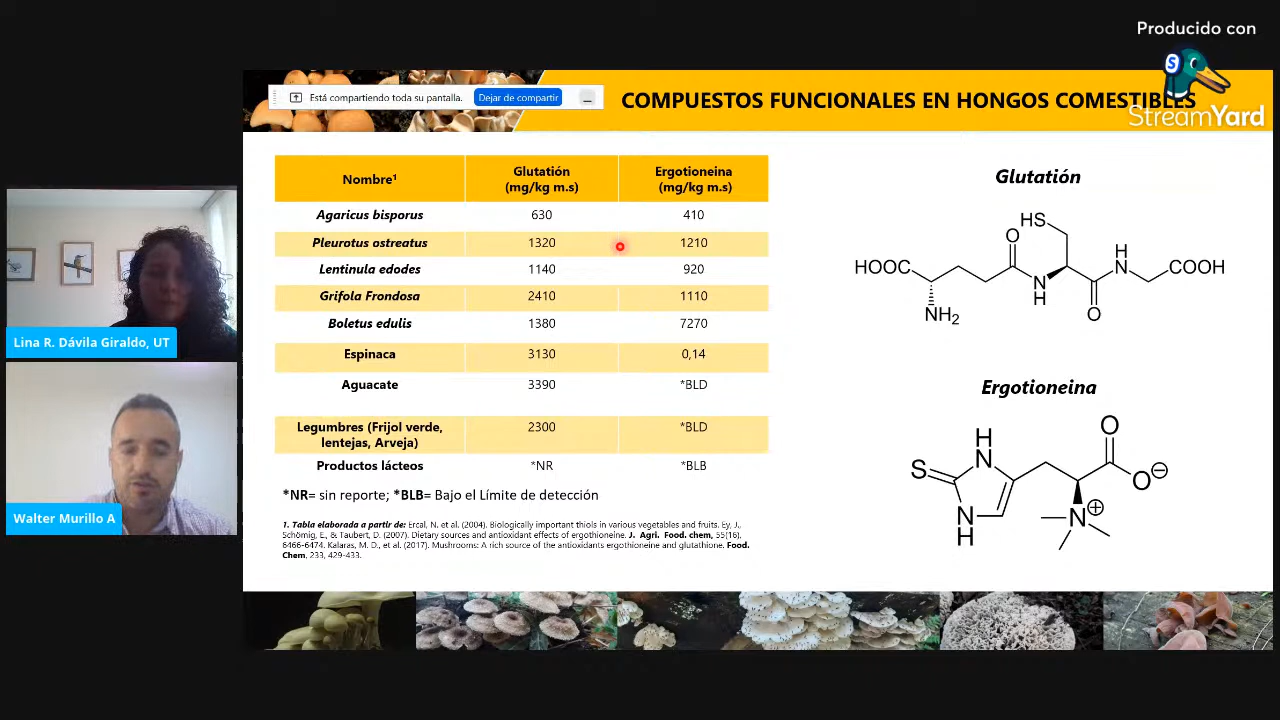 Producido con
StreamYard
Está compartiendo toda su pantalla.
Dejar de compartir
COMPUESTOS FUNCIONALES EN HONGOS COMESTIBLES
Nombre¹
Glutatión
(mg/kg m.s)
Ergotioneina
(mg/kg m.s)
Agaricus bisporus 630 410
Pleurotus ostreatus 1320 1210
Lentinula edodes 1140 920
Grifola Frondosa 2410 1110
Boletus edulis 1380 7270
Espinaca 3130 0,14
Aguacate 3390 *BLD
Legumbres (Frijol verde,
lentejas, Arveja)
2300 *BLD
Productos lácteos *NR *BLB
*NR= sin reporte; *BLB= Bajo el Límite de detección
1. Tabla elaborada a partir de: Ercal, N. et al. (2004). Biologically important thiols in various vegetables and fruits. Ey, J.,
Schömig, E., & Taubert, D. (2007). Dietary sources and antioxidant effects of ergothioneine. J. Agri. Food. chem, 55(16),
6466-6474. Kalaras, M. D., et al. (2017). Mushrooms: A rich source of the antioxidants ergothioneine and glutathione. Food.
Chem, 233, 429-433.
Glutatión
HS
O
H
HOOC
N
COOH
N
H
NH2
O
Ergotioneina
H
O
S
N
O
N
N
H
Lina R. Dávila Giraldo, UT
Walter Murillo A